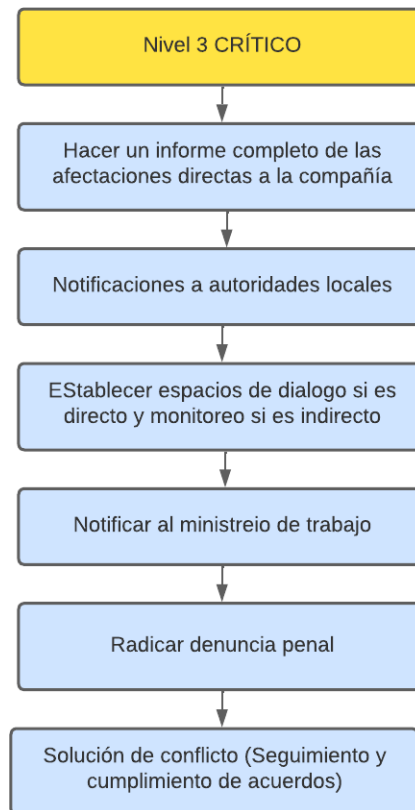 Nivel 3 CRÍTICO
Hacer un informe completo de las
afectaciones directas a la compañía
Notificaciones a autoridades locales
EStablecer espacios de dialogo si es
directo y monitoreo si es indirecto
Notificar al ministreio de trabajo
Radicar denuncia penal
Solución de conflicto (Seguimiento y
cumplimiento de acuerdos)